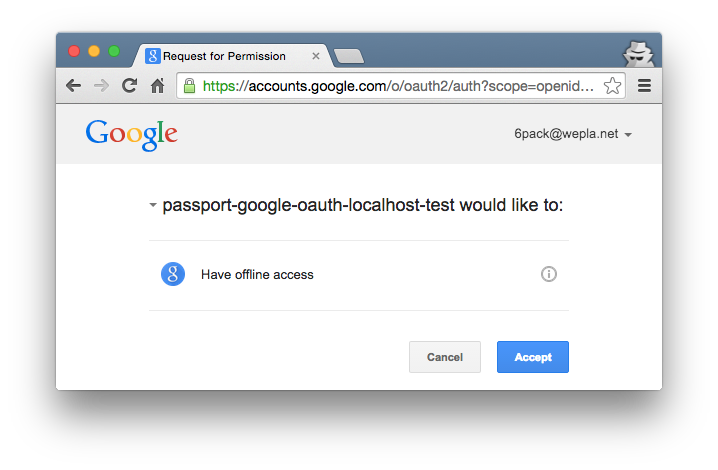 Request for Permission
https://accounts.google.com/o/oauth2/auth?scope=openid...
Google
6pack@wepla.net
passport-google-oauth-localhost-test would like to:
g Have offline access
Cancel Accept